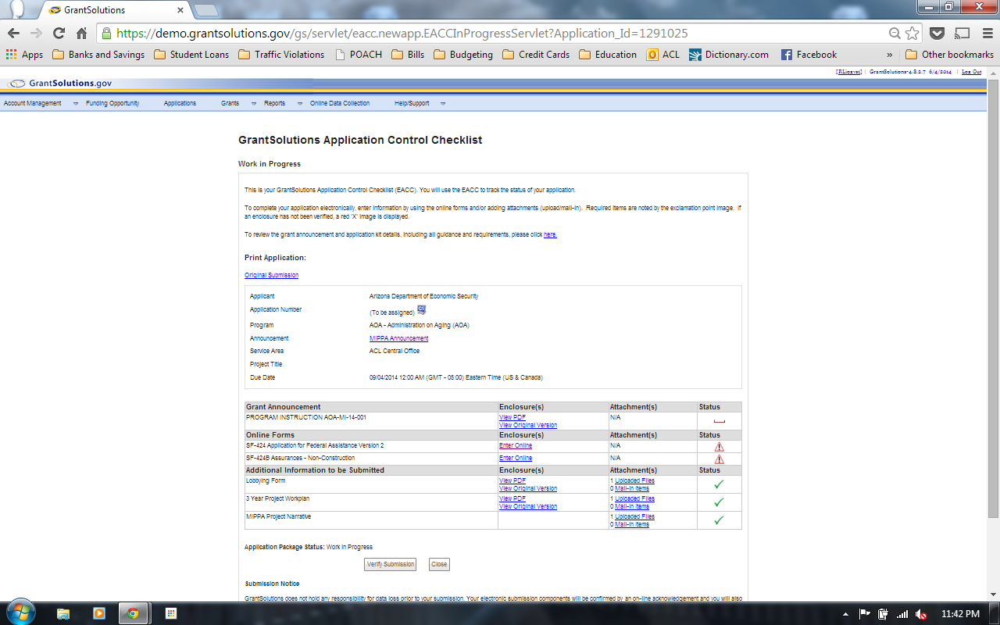 GrantSolutions
https://demo.grantsolutions.gov/gs/servlet/eacc.newapp.EACCInProgressServlet?Application_Id=1291025
Apps Banks and Savings Student Loans Traffic Violations POACH Bills Budgeting Credit Cards Education ACL Dictionary.com Facebook » Other bookmarks
GrantSolutions-4.8.2.7 6/4/2014 | Log Out
GrantSolutions.gov
Account Management Funding Opportunity Applications Grants Reports Online Data Collection Help/Support
GrantSolutions Application Control Checklist
Work in Progress
This is your GrantSolutions Application Control Checklist (EACC). You will use the EACC to track the status of your application.
To complete your application electronically, enter information by using the online forms and/or adding attachments (upload/mail-in). Required items are noted by the exclamation point image. If
an enclosure has not been verified, a red 'X' image is displayed.
To review the grant announcement and application kit details, including all guidance and requirements, please click here.
Print Application:
Original Submission
Applicant Arizona Department of Economic Security
Application Number (To be assigned) GS
Program AOA - Administration on Aging (AOA)
Announcement MIPPA Announcement
Service Area ACL Central Office
Project Title
Due Date 09/04/2014 12:00 AM (GMT - 05:00) Eastern Time (US & Canada)
Grant Announcement Enclosure(s) Attachment(s) Status
PROGRAM INSTRUCTION AOA-MI-14-001 View PDF N/A
View Original Version
Online Forms Enclosure(s) Attachment(s) Status
SF-424 Application for Federal Assistance Version 2 Enter Online N/A
SF-424B Assurances - Non-Construction Enter Online N/A
Additional Information to be Submitted Enclosure(s) Attachment(s) Status
Lobbying Form View PDF 1 Uploaded Files
View Original Version 0 Mail-in Items
3 Year Project Workplan View PDF 1 Uploaded Files
View Original Version 0 Mail-in Items
MIPPA Project Narrative 1 Uploaded Files
0 Mail-in Items
Application Package Status: Work in Progress
Verify Submission Close
Submission Notice
GrantSolutions does not hold any responsibility for data loss prior to your submission. Your electronic submission components will be confirmed by an on-line acknowledgement and you will also
11:42 PM